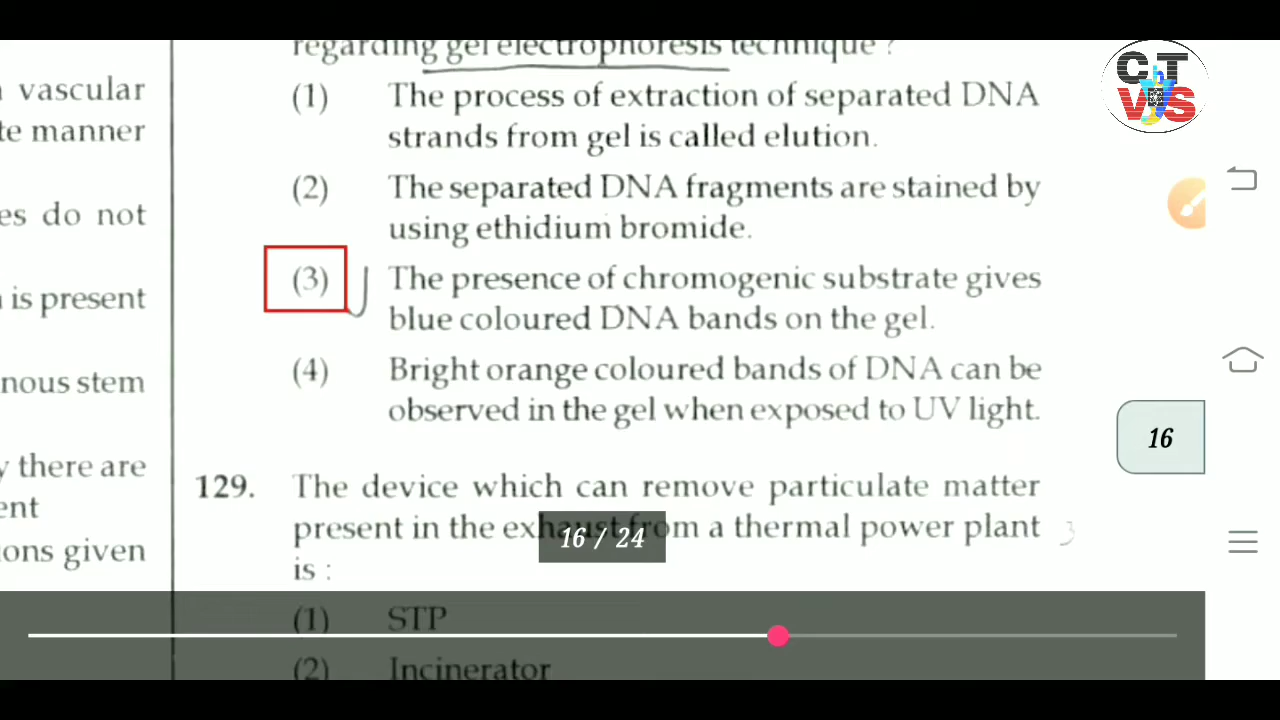 regarding gel electrophoresis technique ?
vascular
te manner
es do not
is present
nous stem
y there are
ent
ons given
(1) The process of extraction of separated DNA
strands from gel is called elution.
(2) The separated DNA fragments are stained by
using ethidium bromide.
(3) The presence of chromogenic substrate gives
blue coloured DNA bands on the gel.
(4) Bright orange coloured bands of DNA can be
observed in the gel when exposed to UV light.
129. The device which can remove particulate matter
present in the exhaust from a thermal power plant
is :
(1) STP
(2) Incinerator
16 / 24
16
CTWS